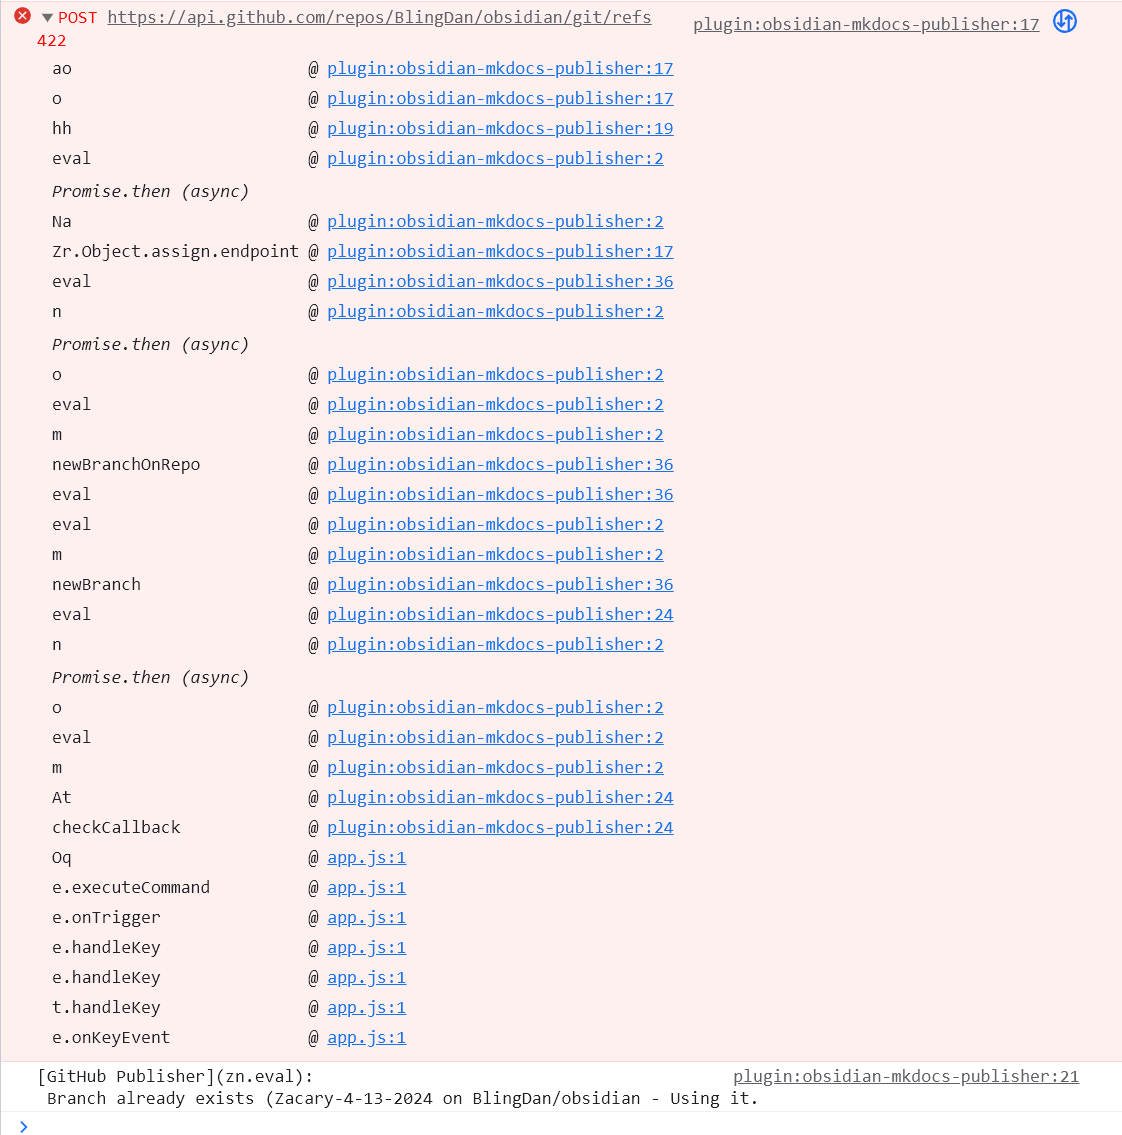 POST https://api.github.com/repos/BlingDan/obsidian/git/refs plugin:obsidian-mkdocs-publisher:17
422
ao @ plugin:obsidian-mkdocs-publisher:17
o @ plugin:obsidian-mkdocs-publisher:17
hh @ plugin:obsidian-mkdocs-publisher:19
eval @ plugin:obsidian-mkdocs-publisher:2
Promise.then (async)
Na @ plugin:obsidian-mkdocs-publisher:2
Zr.Object.assign.endpoint @ plugin:obsidian-mkdocs-publisher:17
eval @ plugin:obsidian-mkdocs-publisher:36
n @ plugin:obsidian-mkdocs-publisher:2
Promise.then (async)
o @ plugin:obsidian-mkdocs-publisher:2
eval @ plugin:obsidian-mkdocs-publisher:2
m @ plugin:obsidian-mkdocs-publisher:2
newBranchOnRepo @ plugin:obsidian-mkdocs-publisher:36
eval @ plugin:obsidian-mkdocs-publisher:36
eval @ plugin:obsidian-mkdocs-publisher:2
m @ plugin:obsidian-mkdocs-publisher:2
newBranch @ plugin:obsidian-mkdocs-publisher:36
eval @ plugin:obsidian-mkdocs-publisher:24
n @ plugin:obsidian-mkdocs-publisher:2
Promise.then (async)
o @ plugin:obsidian-mkdocs-publisher:2
eval @ plugin:obsidian-mkdocs-publisher:2
m @ plugin:obsidian-mkdocs-publisher:2
At @ plugin:obsidian-mkdocs-publisher:24
checkCallback @ plugin:obsidian-mkdocs-publisher:24
Oq @ app.js:1
e.executeCommand @ app.js:1
e.onTrigger @ app.js:1
e.handleKey @ app.js:1
e.handleKey @ app.js:1
t.handleKey @ app.js:1
e.onKeyEvent @ app.js:1
[GitHub Publisher](zn.eval): plugin:obsidian-mkdocs-publisher:21
Branch already exists (Zacary-4-13-2024 on BlingDan/obsidian - Using it.